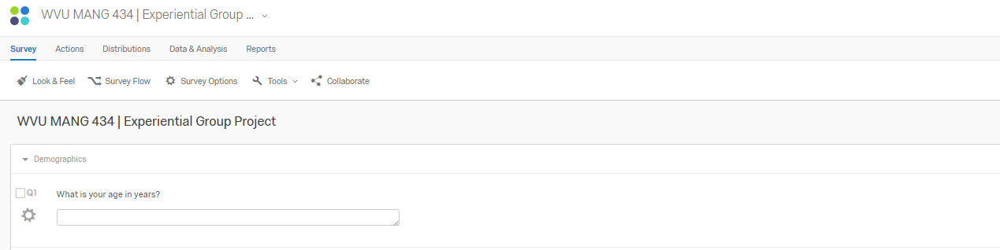 WVU MANG 434 | Experiential Group ...
Survey Actions Distributions Data & Analysis Reports
Look & Feel Survey Flow Survey Options Tools Collaborate
WVU MANG 434 | Experiential Group Project
Demographics
Q1 What is your age in years?